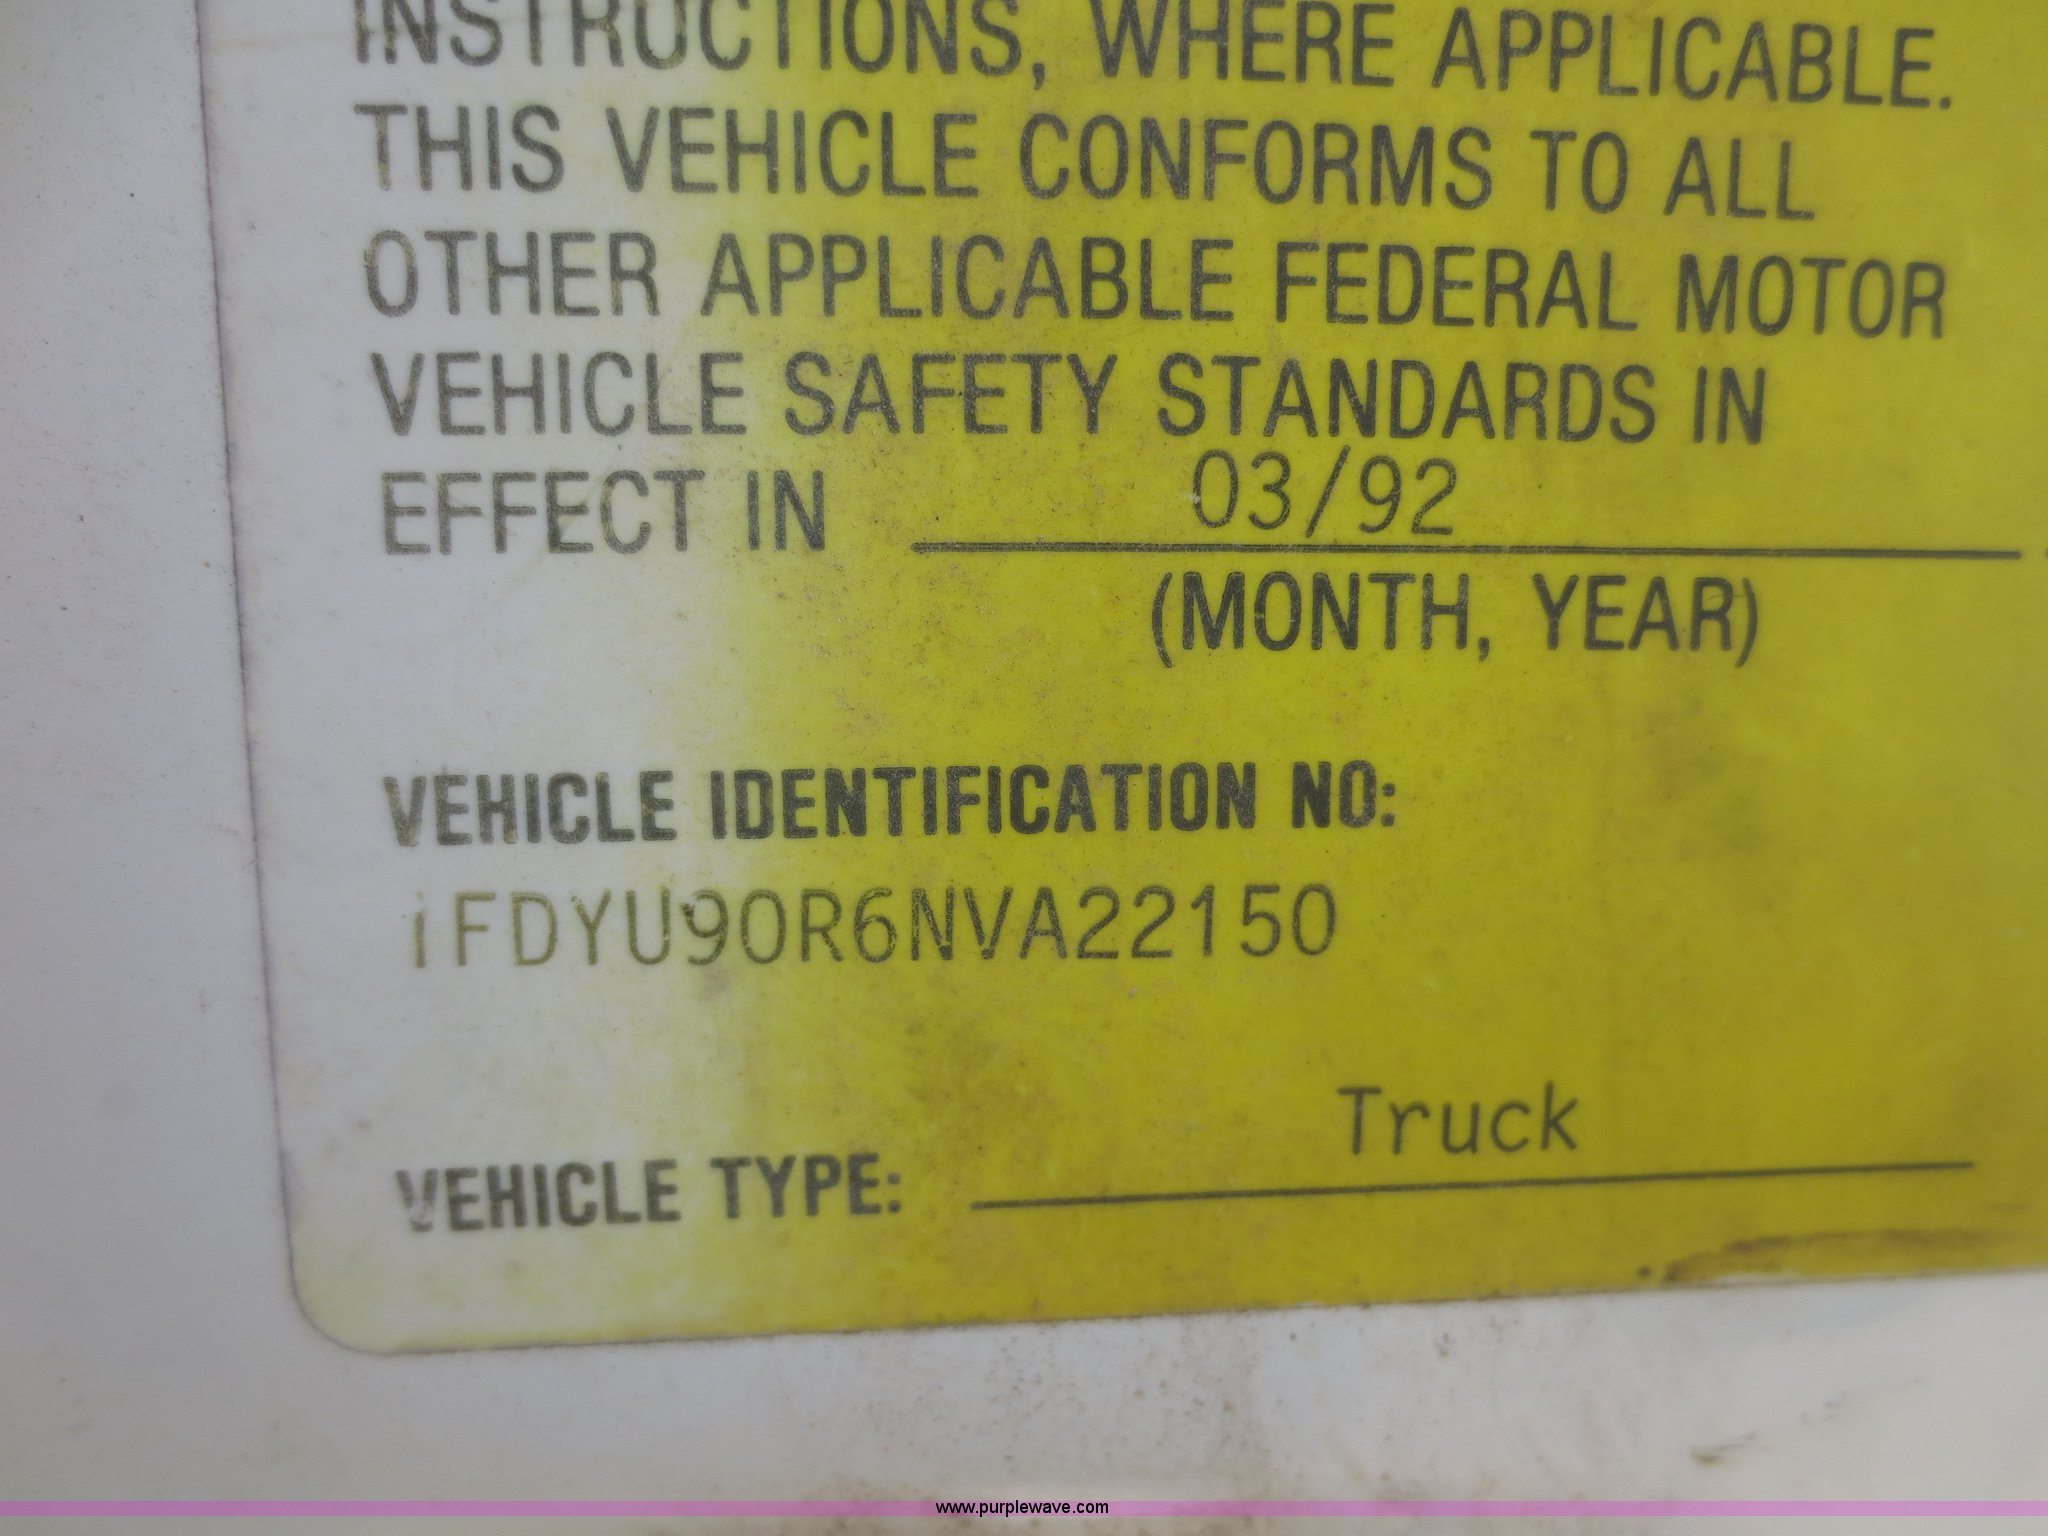 INSTRUCTIONS, WHERE APPLICABLE.
THIS VEHICLE CONFORMS TO ALL
OTHER APPLICABLE FEDERAL MOTOR
VEHICLE SAFETY STANDARDS IN
EFFECT IN 03/92
(MONTH, YEAR)
VEHICLE IDENTIFICATION NO:
1FDYU90R6NVA22150
VEHICLE TYPE: Truck
www.purplewave.com